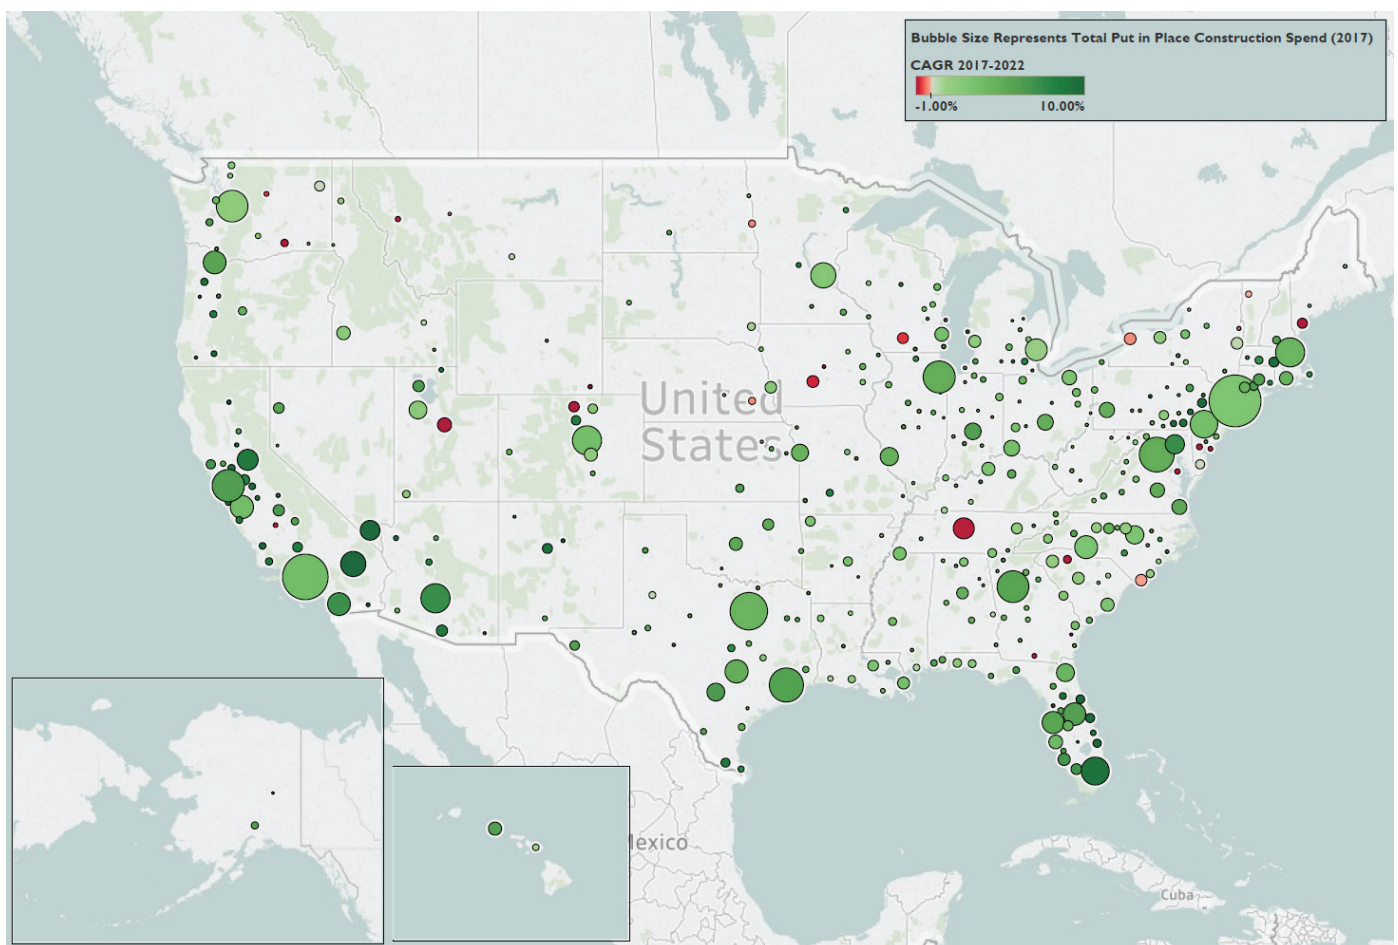 Bubble Size Represents Total Put in Place Construction Spend (2017)
CAGR 2017-2022
-1.00% 10.00%
United
States
Mexico
Cuba